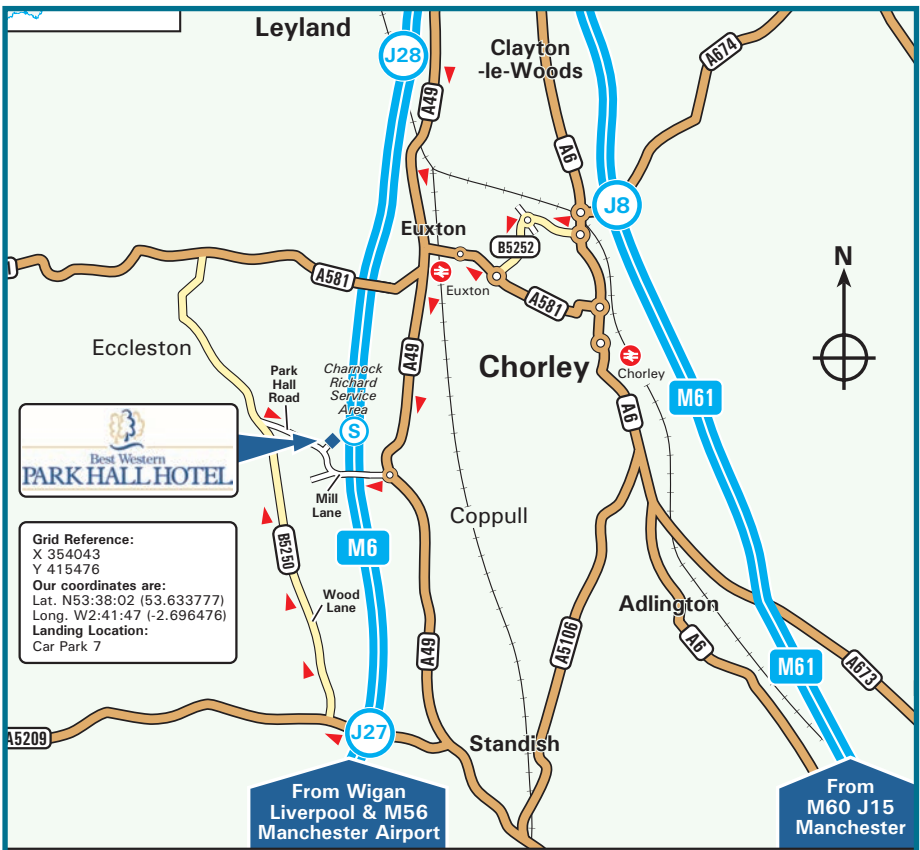 Leyland
J28
Clayton
-le-Woods
A674
A49
A6
J8
Euxton
B5252
A581
Euxton
A581
N
Eccleston
A49
Chorley
Chorley
Park
Hall
Road
Charnock
Richard
Service
Area
S
M61
A6
Best Western
PARK HALL HOTEL
Mill
Lane
Coppull
M6
B5250
Grid Reference:
X 354043
Y 415476
Our coordinates are:
Lat. N53:38:02 (53.633777)
Long. W2:41:47 (-2.696476)
Landing Location:
Car Park 7
Wood
Lane
Adlington
A49
A5106
A6
M61
A673
A5209
J27
Standish
From Wigan
Liverpool & M56
Manchester Airport
From
M60 J15
Manchester